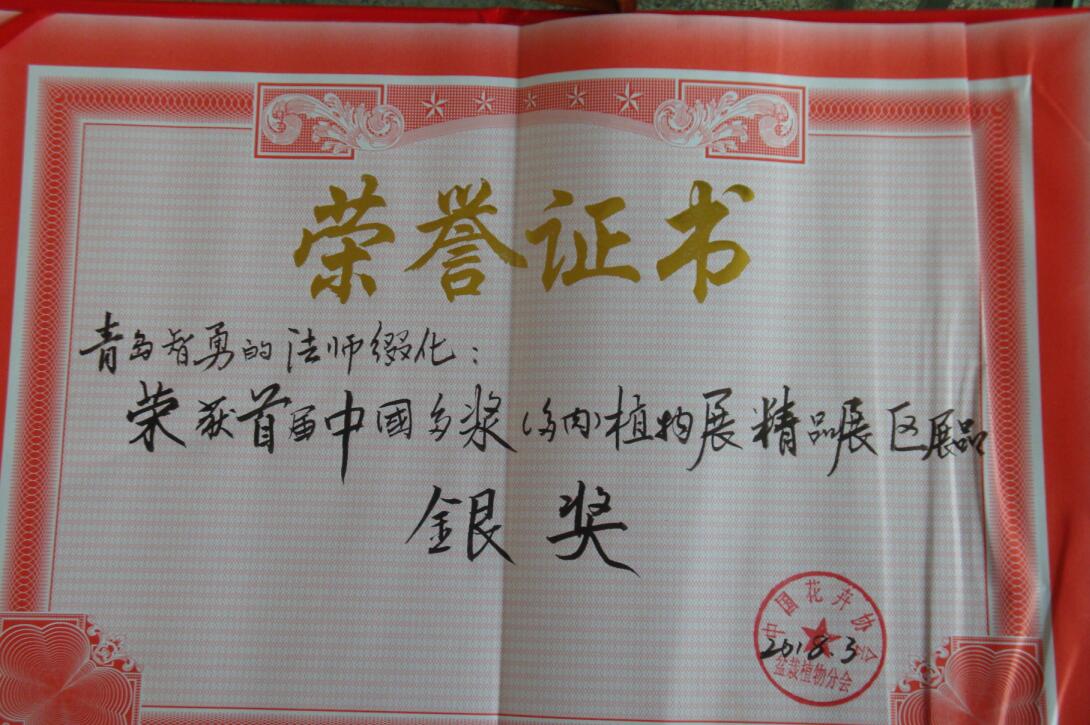 荣誉证书
青岛智勇的法师缀化：
荣获首届中國多浆（多肉）植物展精品展区展品
銀奖
中国花卉协会
2018.3
盆栽植物分会